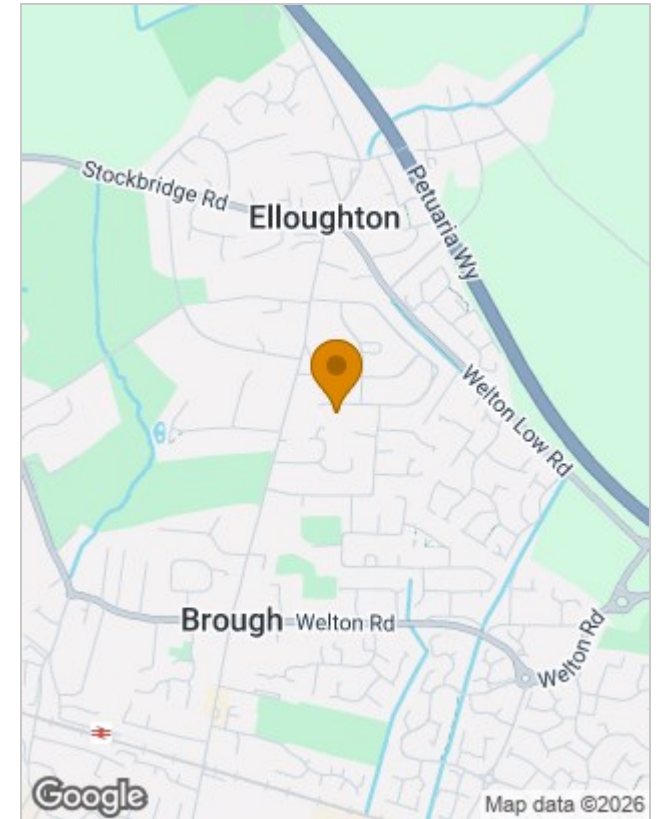 Stockbridge Rd
Elloughton
Petuaria Wy
Welton Low Rd
Brough
Welton Rd
Welton Rd
Google
Map data ©2026